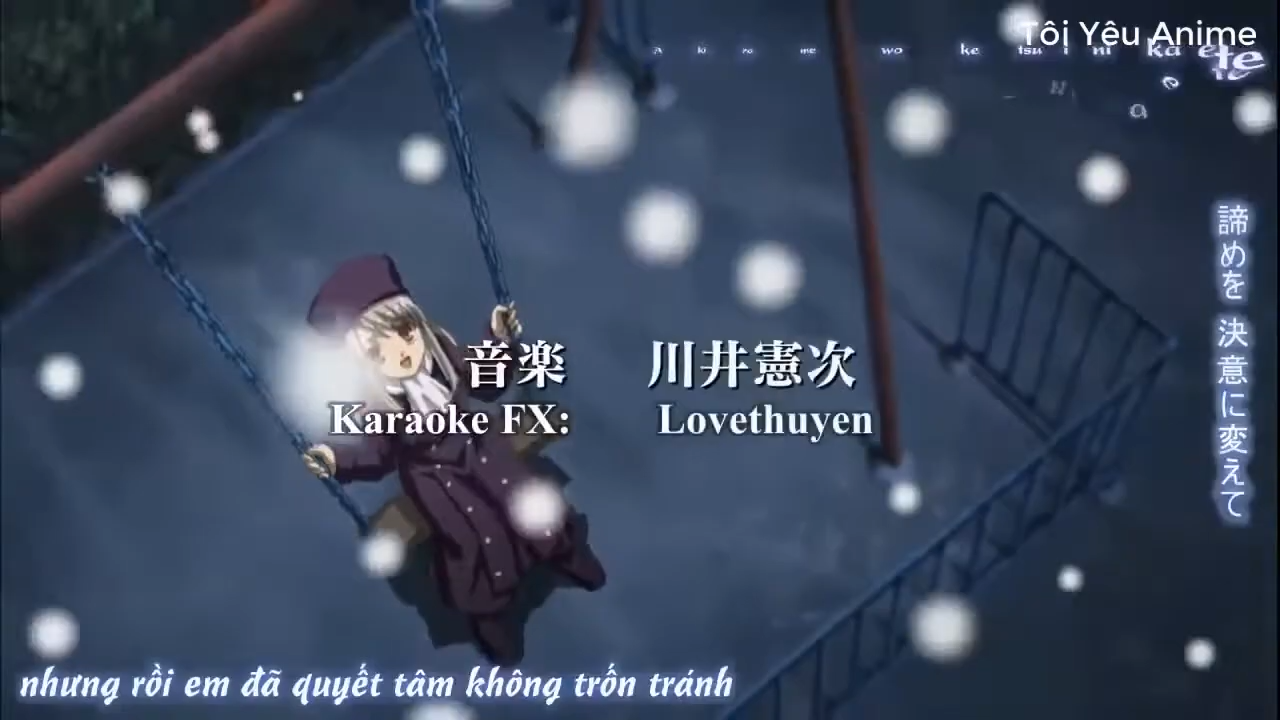 Tôi Yêu Anime
A ki ra me wo ke tsu i ni ka e te
諦めを 決意に変えて
音楽 川井憲次
Karaoke FX: Lovethuyen
nhưng rồi em đã quyết tâm không trốn tránh